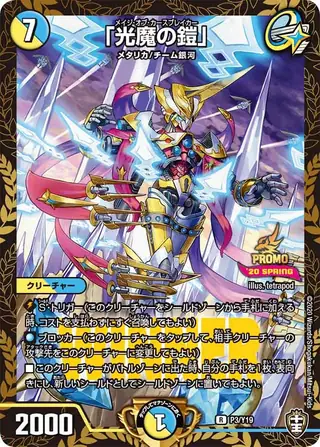 7
メイジ・オブ・カースブレイカー
「光魔の鎧」
メタリカ/チーム銀河
PROMO
'20 SPRING
illus. tetrapod
クリーチャー
S・トリガー(このクリーチャーをシールドゾーンから手札に加える
時、コストを支払わずにすぐ召喚してもよい)
ブロッカー(このクリーチャーをタップして、相手クリーチャーの
攻撃先をこのクリーチャーに変更してもよい)
このクリーチャーがバトルゾーンに出た時、自分の手札を1枚、表向
きにし、新しいシールドとしてシールドゾーンに置いてもよい。
R P3/Y19
2000
1